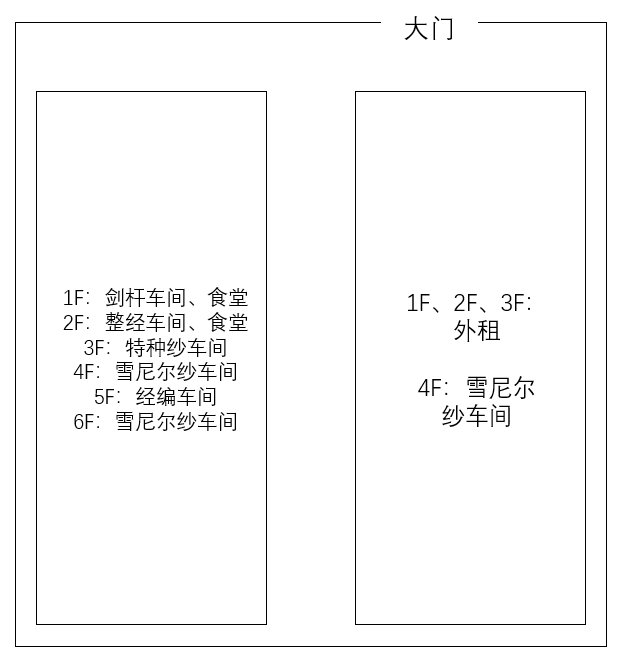 大门
1F：剑杆车间、食堂
2F：整经车间、食堂
3F：特种纱车间
4F：雪尼尔纱车间
5F：经编车间
6F：雪尼尔纱车间
1F、2F、3F：
外租
4F：雪尼尔
纱车间